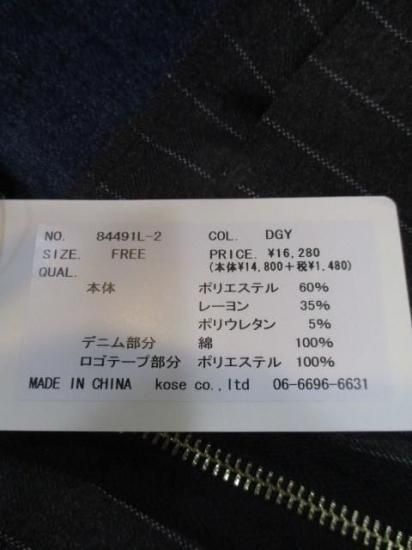 NO. 84491L-2 COL. DGY
SIZE. FREE PRICE. ¥16,280
(本体¥14,800+税¥1,480)
QUAL.
本体 ポリエステル 60%
レーヨン 35%
ポリウレタン 5%
デニム部分 綿 100%
ロゴテープ部分 ポリエステル 100%
MADE IN CHINA kose co.,ltd 06-6696-6631